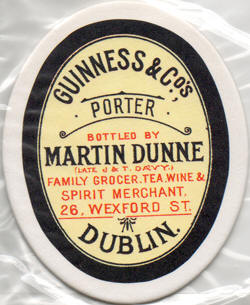 GUINNESS & Co's,
PORTER
BOTTLED BY
MARTIN DUNNE
(LATE J & T. DAVY.)
FAMILY GROCER, TEA, WINE &
SPIRIT MERCHANT,
26, WEXFORD ST.
DUBLIN.